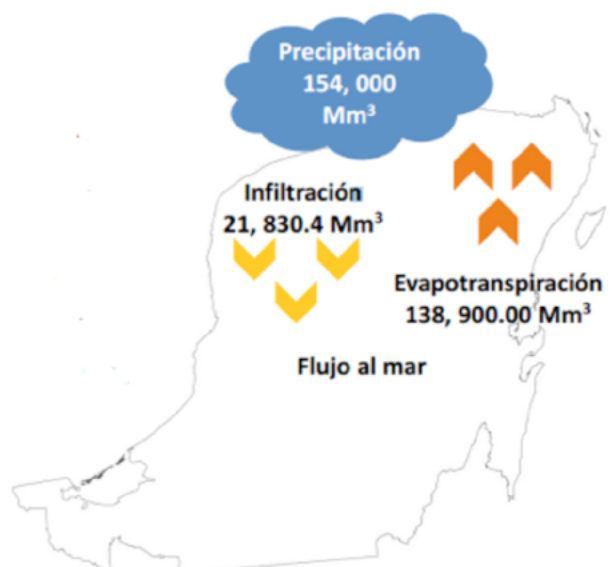 Precipitación
154, 000
Mm³
Infiltración
21, 830.4 Mm³
Evapotranspiración
138, 900.00 Mm³
Flujo al mar